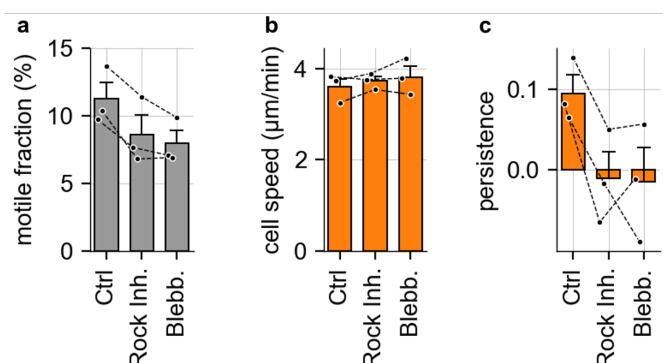 a
motile fraction (%)
15
10
5
0
Ctrl
Rock Inh.
Blebb.
b
cell speed (µm/min)
4
2
0
Ctrl
Rock Inh.
Blebb.
c
persistence
0.1
0.0
Ctrl
Rock Inh.
Blebb.